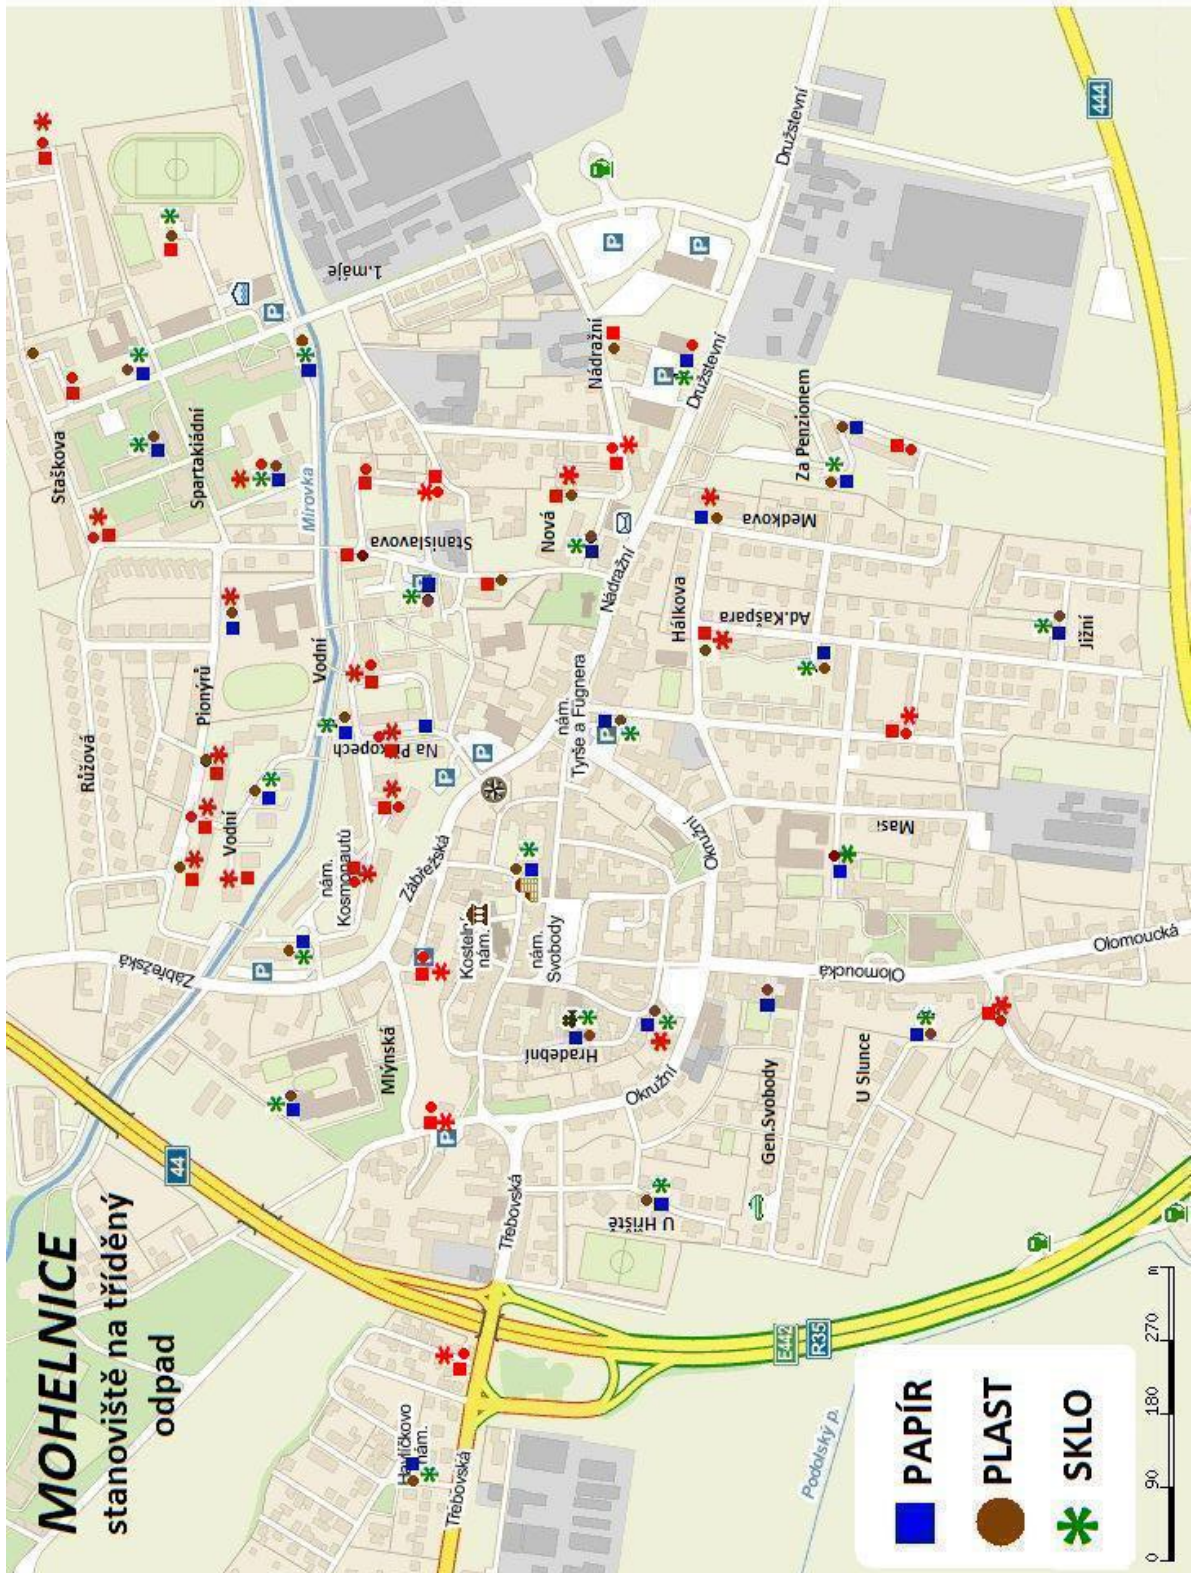 MOHELNICE
stanoviště na tříděný
odpad
44
Zábřežská
Růžová
Pionýrů
Vodní
Vodní
Staškova
Spartakiádní
Mírovka
1.máje
P
nám.
Kosmonautů
Na Příkopech
Stanislavova
Nová
Nádražní
P
P
P
Mlýnská
Zábřežská
P
P
P
P
P
Kostelní
nám.
nám.
Svobody
Hradební
Třebovská
Okružní
nám.
Tyrše a Fügnera
P
Nádražní
P
Družstevní
Družstevní
444
Havlíčkovo
nám.
Třebovská
U Hřiště
Gen.Svobody
U Slunce
Okružní
Olomoucká
Olomoucká
Hálkova
Ad.Kašpara
Medkova
Za Penzionem
Jižní
Masa
E442
R35
Podolský p.
PAPÍR
PLAST
SKLO
0 90 180 270 m